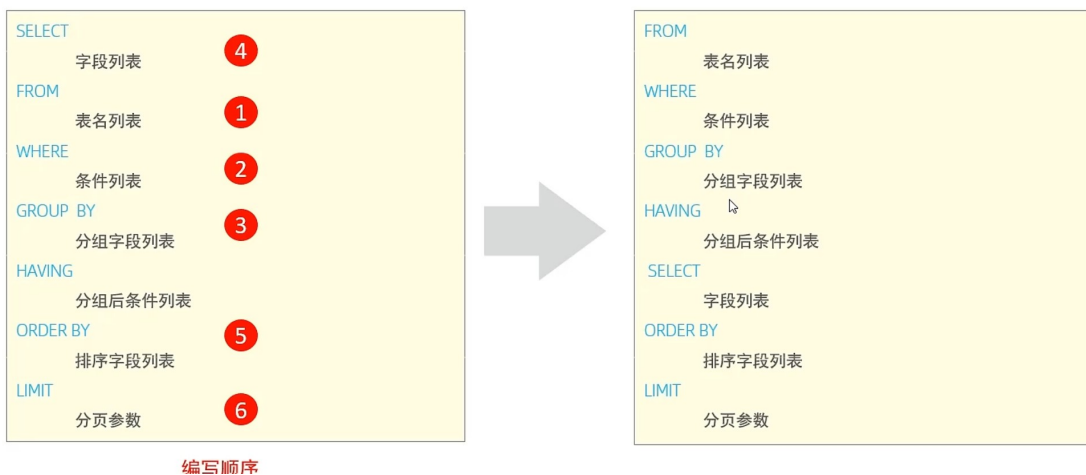 SELECT
字段列表
4
FROM
表名列表
1
WHERE
条件列表
2
GROUP BY
分组字段列表
3
HAVING
分组后条件列表
ORDER BY
排序字段列表
5
LIMIT
分页参数
6
编写顺序
FROM
表名列表
WHERE
条件列表
GROUP BY
分组字段列表
HAVING
分组后条件列表
SELECT
字段列表
ORDER BY
排序字段列表
LIMIT
分页参数